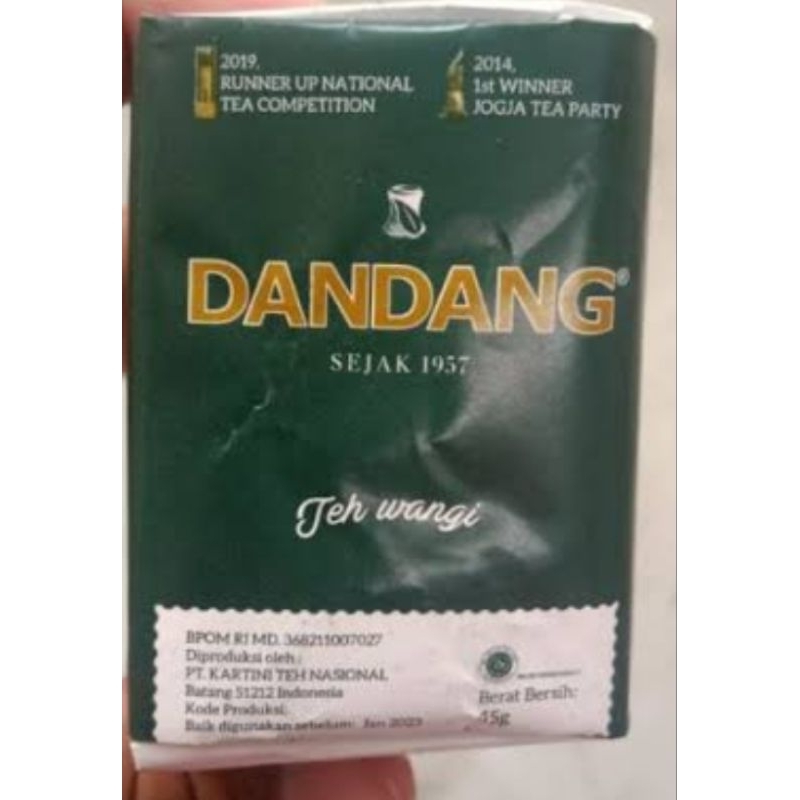 2019,
RUNNER UP NATIONAL
TEA COMPETITION
2014,
1st WINNER
JOGJA TEA PARTY
DANDANG®
SEJAK 1957
Teh wangi
BPOM RI MD. 368211007027
Diproduksi oleh :
PT. KARTINI TEH NASIONAL
Batang 51212 Indonesia
Kode Produksi:
Baik digunakan sebelum: Jan 2023
Berat Bersih:
45g